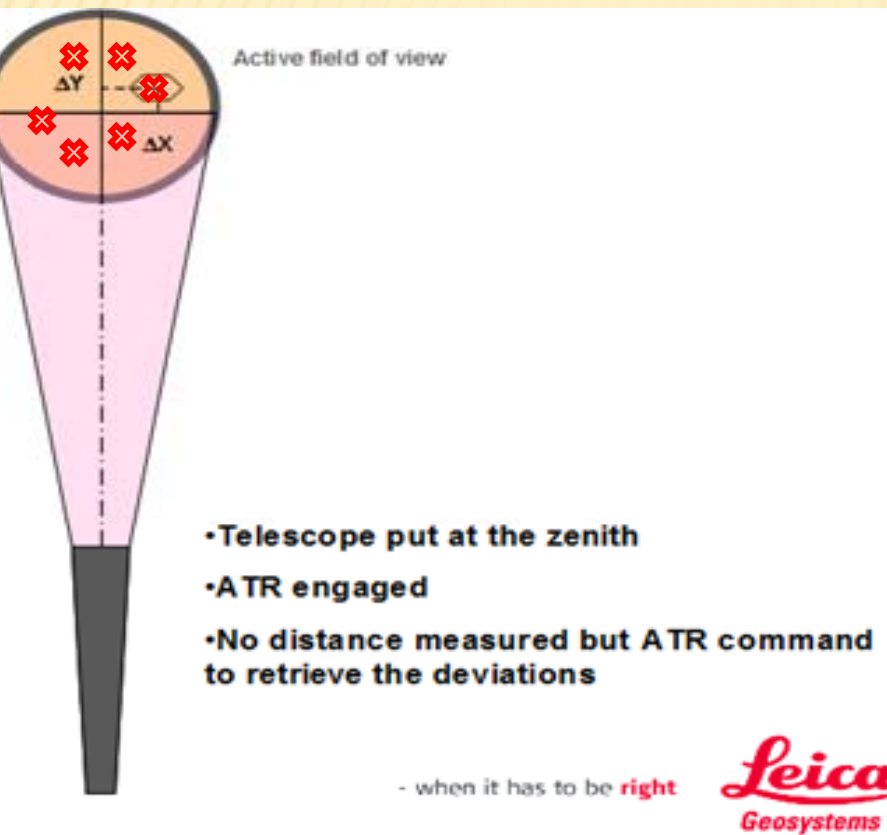 Active field of view
ΔY
ΔX
•Telescope put at the zenith
•ATR engaged
•No distance measured but ATR command
to retrieve the deviations
- when it has to be right
Leica
Geosystems